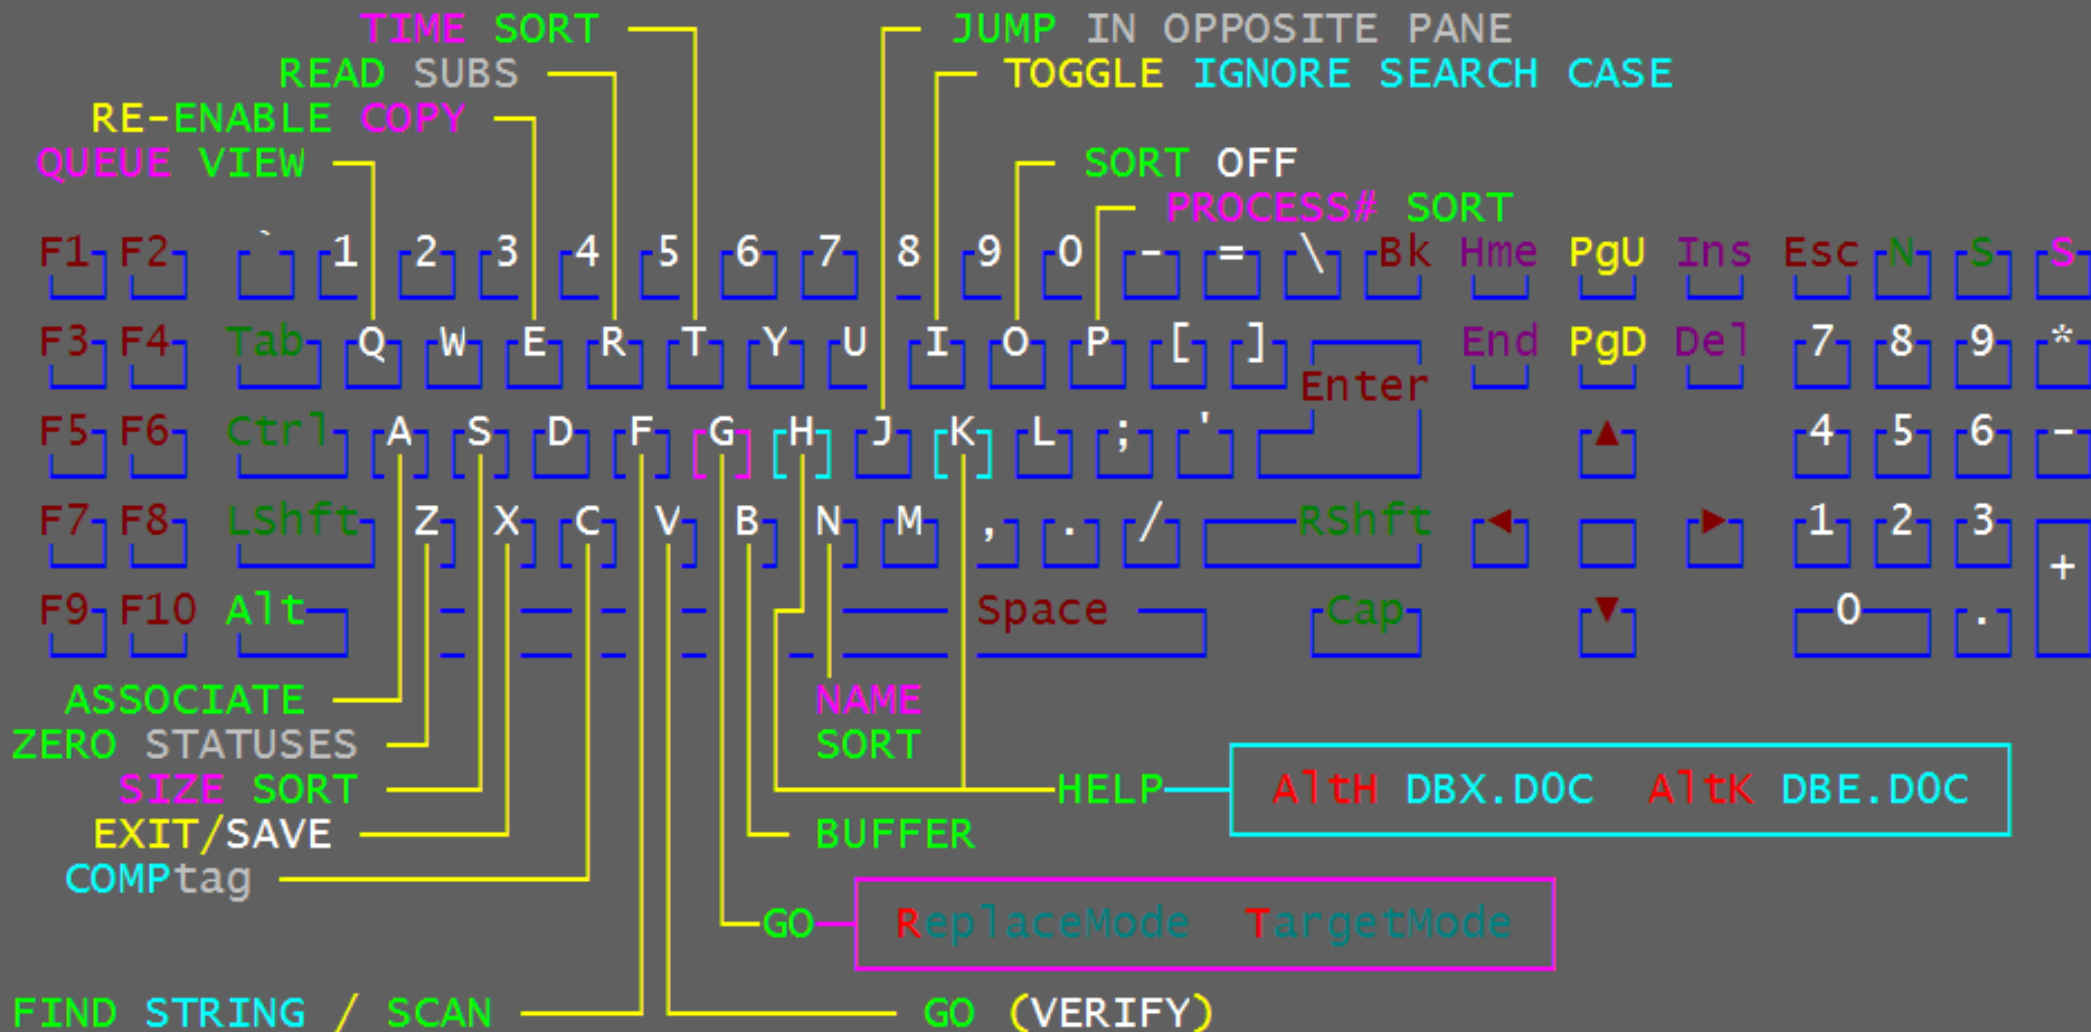 TIME SORT JUMP IN OPPOSITE PANE
READ SUBS TOGGLE IGNORE SEARCH CASE
RE-ENABLE COPY
QUEUE VIEW SORT OFF
PROCESS# SORT
F1 F2 ` 1 2 3 4 5 6 7 8 9 0 - = \ Bk Hme PgU Ins Esc N S S
F3 F4 Tab Q W E R T Y U I O P [ ] End PgD Del 7 8 9 *
Enter
F5 F6 Ctrl A S D F G H J K L ; ' ▲ 4 5 6 -
F7 F8 LShft Z X C V B N M , . / RShft ◄ ► 1 2 3
+
F9 F10 Alt Space Cap ▼ 0 .
ASSOCIATE NAME
ZERO STATUSES SORT
SIZE SORT HELP AltH DBX.DOC AltK DBE.DOC
EXIT/SAVE BUFFER
COMPtag
GO ReplaceMode TargetMode
FIND STRING / SCAN GO (VERIFY)